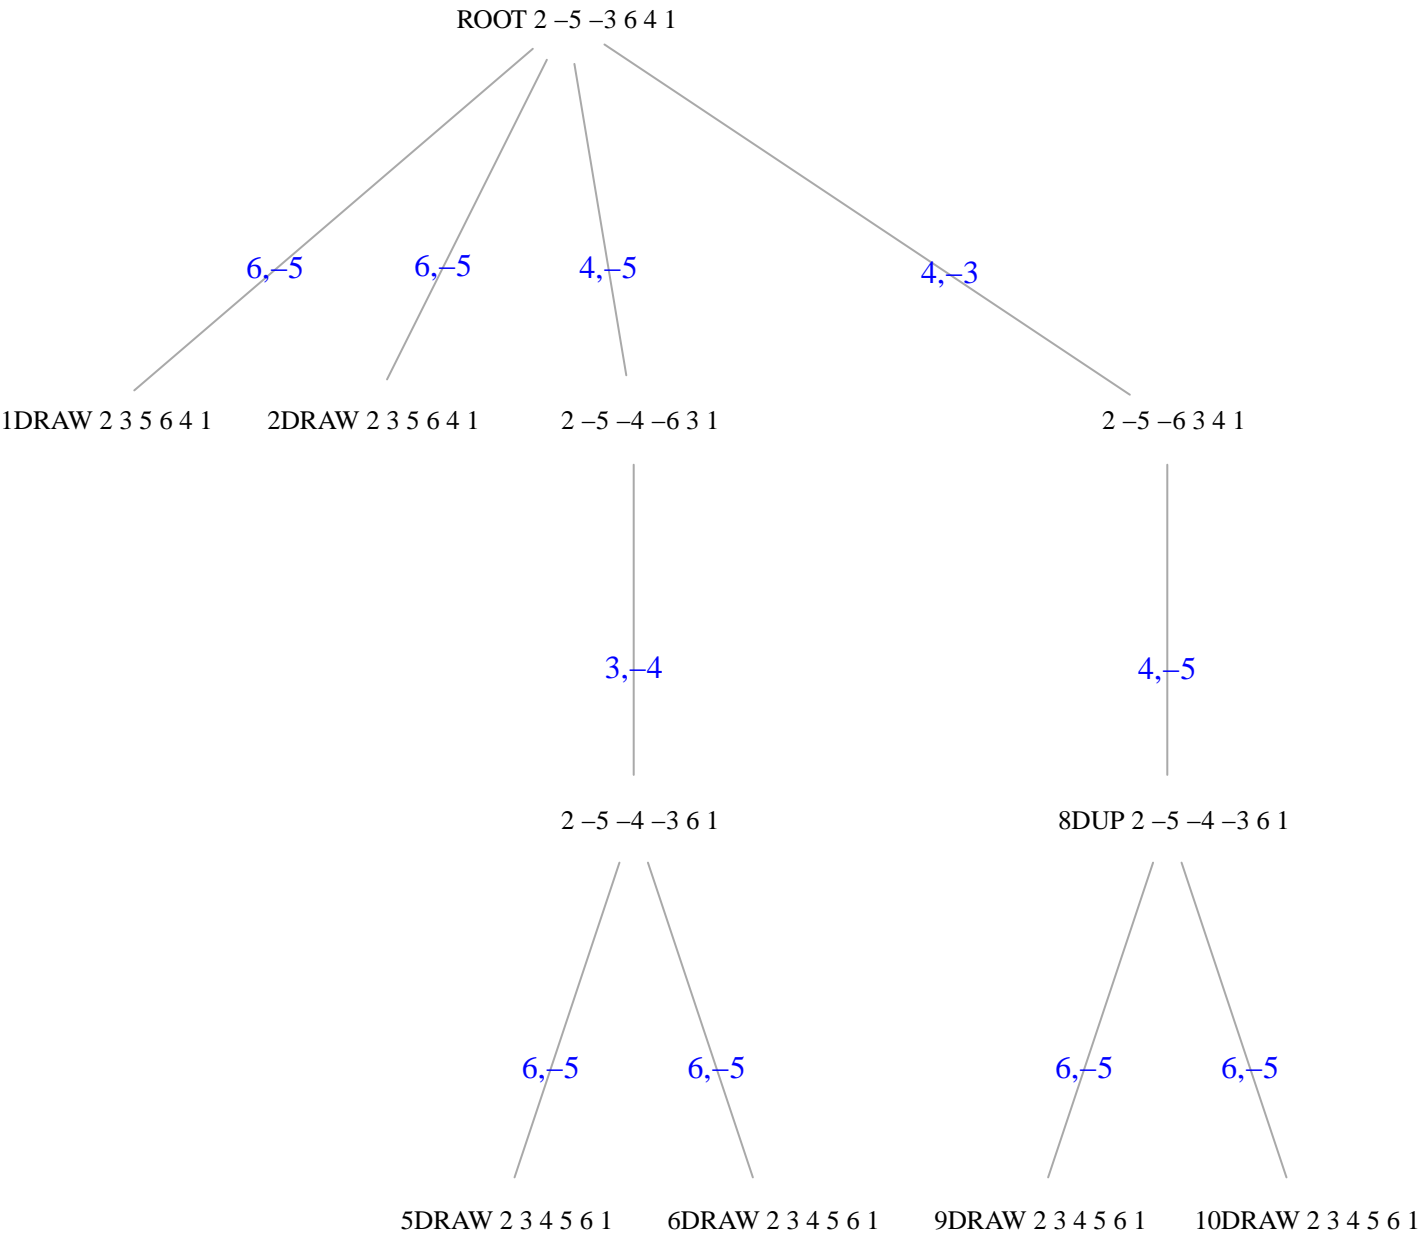 ROOT 2 –5 –3 6 4 1
6,–5
6,–5
4,–5
4,–3
1DRAW 2 3 5 6 4 1
2DRAW 2 3 5 6 4 1
2 –5 –4 –6 3 1
2 –5 –6 3 4 1
3,–4
4,–5
2 –5 –4 –3 6 1
8DUP 2 –5 –4 –3 6 1
6,–5
6,–5
6,–5
6,–5
5DRAW 2 3 4 5 6 1
6DRAW 2 3 4 5 6 1
9DRAW 2 3 4 5 6 1
10DRAW 2 3 4 5 6 1